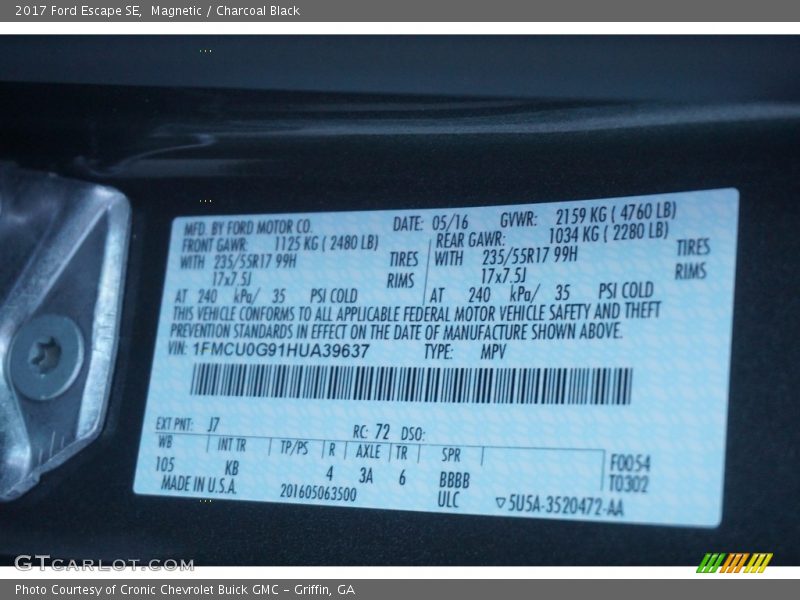 2017 Ford Escape SE, Magnetic / Charcoal Black
MFD. BY FORD MOTOR CO. DATE: 05/16 GVWR: 2159 KG ( 4760 LB)
FRONT GAWR: 1125 KG ( 2480 LB) REAR GAWR: 1034 KG ( 2280 LB)
WITH 235/55R17 99H TIRES WITH 235/55R17 99H TIRES
17x7.5J RIMS 17x7.5J RIMS
AT 240 kPa/ 35 PSI COLD AT 240 kPa/ 35 PSI COLD
THIS VEHICLE CONFORMS TO ALL APPLICABLE FEDERAL MOTOR VEHICLE SAFETY AND THEFT
PREVENTION STANDARDS IN EFFECT ON THE DATE OF MANUFACTURE SHOWN ABOVE.
VIN: 1FMCU0G91HUA39637 TYPE: MPV
EXT PNT: J7 RC: 72 DSO:
WB INT TR TP/PS R AXLE TR SPR
105 KB 4 3A 6 BBBB F0054
T0302
MADE IN U.S.A. 201605063500 ULC ▽5U5A-3520472-AA
GTcarlot.com
Photo Courtesy of Cronic Chevrolet Buick GMC - Griffin, GA